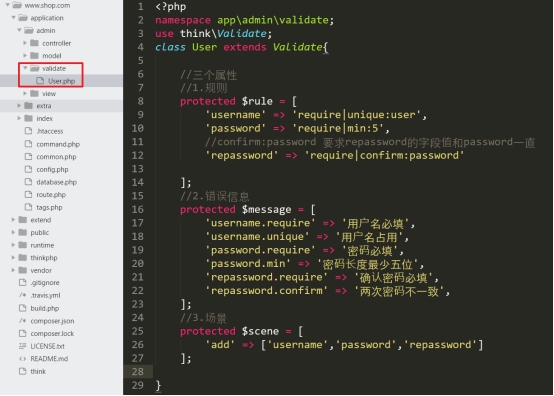 www.shop.com
application
admin
controller
model
validate
User.php
view
extra
index
.htaccess
command.php
common.php
config.php
database.php
route.php
tags.php
extend
public
runtime
thinkphp
vendor
.gitignore
.travis.yml
build.php
composer.json
composer.lock
LICENSE.txt
README.md
think
1 <?php
2 namespace app\admin\validate;
3 use think\Validate;
4 class User extends Validate{
5
6 //三个属性
7 //1.规则
8 protected $rule = [
9 'username' => 'require|unique:user',
10 'password' => 'require|min:5',
11 //confirm:password 要求repassword的字段值和password一直
12 'repassword' => 'require|confirm:password'
13
14 ];
15 //2.错误信息
16 protected $message = [
17 'username.require' => '用户名必填',
18 'username.unique' => '用户名占用',
19 'password.require' => '密码必填',
20 'password.min' => '密码长度最少五位',
21 'repassword.require' => '确认密码必填',
22 'repassword.confirm' => '两次密码不一致',
23 ];
24 //3.场景
25 protected $scene = [
26 'add' => ['username','password','repassword']
27 ];
28
29 }